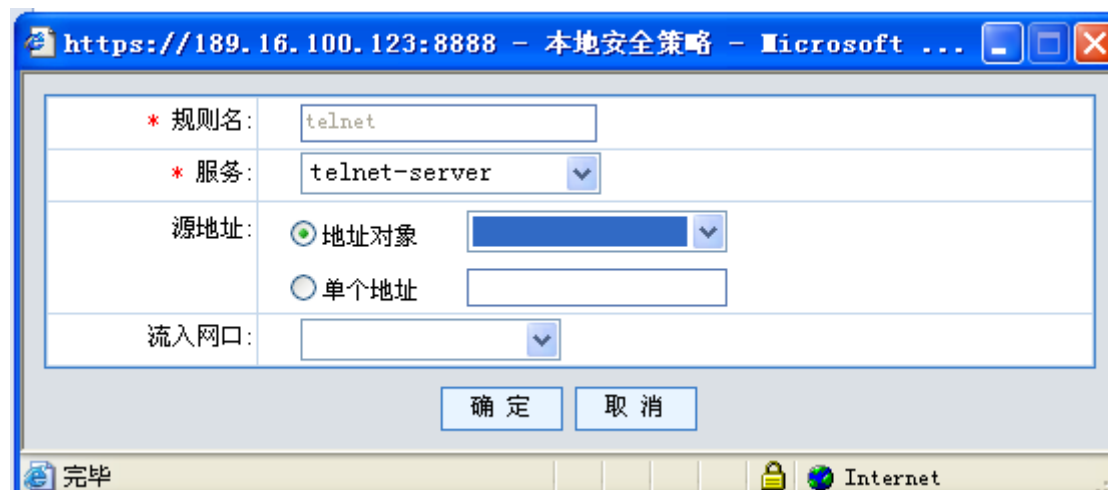 https://189.16.100.123:8888 - 本地安全策略 - Microsoft ...
* 规则名: telnet
* 服务: telnet-server
源地址: 地址对象
单个地址
流入网口:
确 定 取 消
完毕 Internet